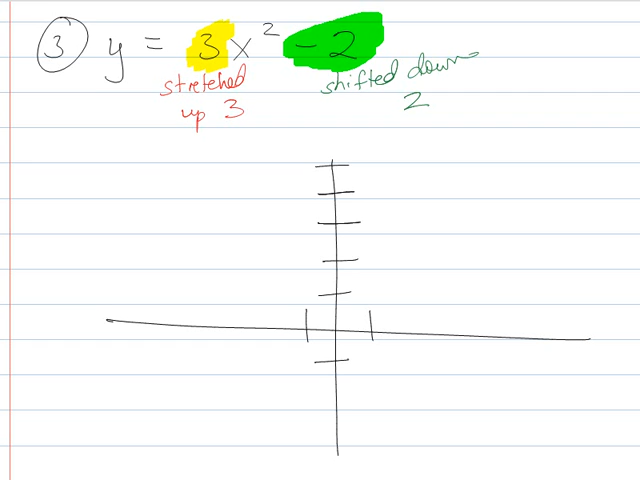 3 y = 3x² - 2
stretched shifted down
up 3 2